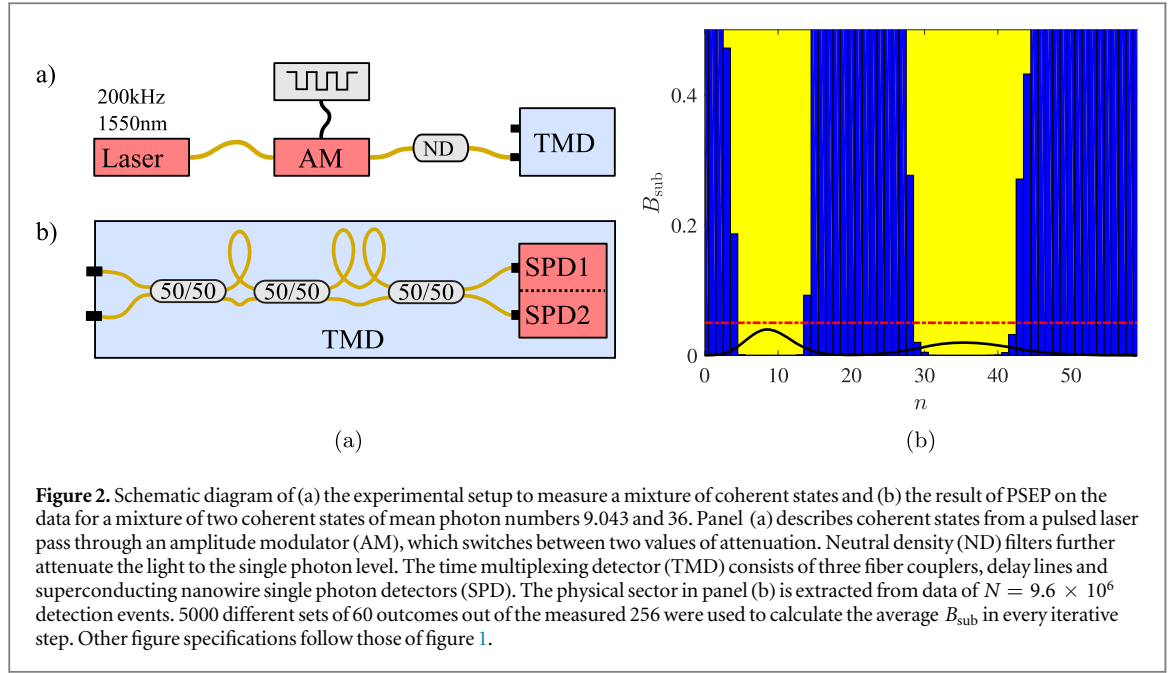 a)
200kHz
1550nm
Laser
AM
ND
TMD
b)
50/50
50/50
50/50
SPD1
SPD2
TMD
(a)
0.4
0.2
0
B_sub
0
10
20
30
40
50
n
(b)
Figure 2. Schematic diagram of (a) the experimental setup to measure a mixture of coherent states and (b) the result of PSEP on the
data for a mixture of two coherent states of mean photon numbers 9.043 and 36. Panel (a) describes coherent states from a pulsed laser
pass through an amplitude modulator (AM), which switches between two values of attenuation. Neutral density (ND) filters further
attenuate the light to the single photon level. The time multiplexing detector (TMD) consists of three fiber couplers, delay lines and
superconducting nanowire single photon detectors (SPD). The physical sector in panel (b) is extracted from data of N = 9.6 × 10⁶
detection events. 5000 different sets of 60 outcomes out of the measured 256 were used to calculate the average B_sub in every iterative
step. Other figure specifications follow those of figure 1.